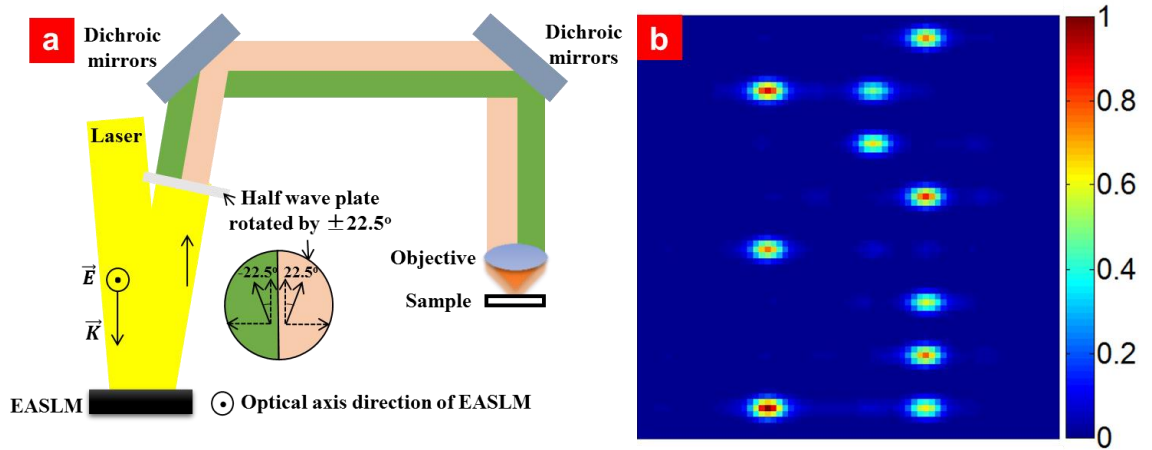 a
Dichroic
mirrors
Dichroic
mirrors
Laser
Half wave plate
rotated by ±22.5°
-22.5°
22.5°
E
K
Objective
Sample
EASLM
Optical axis direction of EASLM
b
1
0.8
0.6
0.4
0.2
0